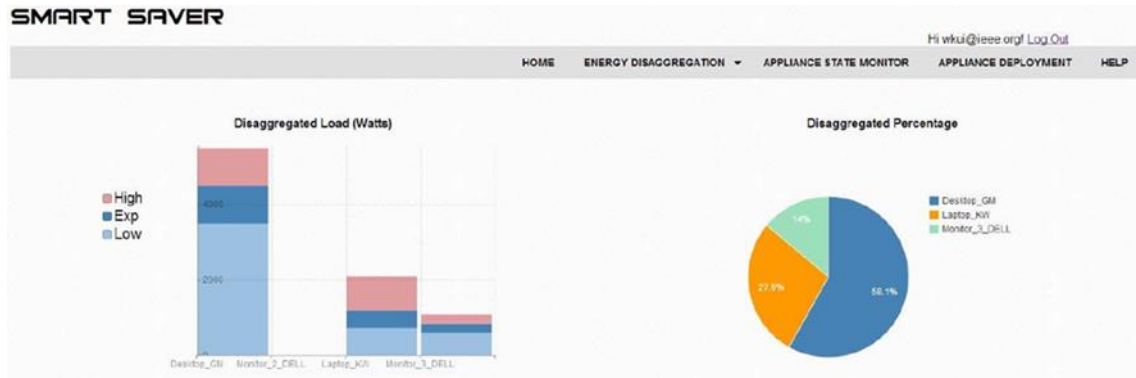 SMART SAVER
Hi wkui@ieee.org! Log Out
HOME ENERGY DISAGGREGATION APPLIANCE STATE MONITOR APPLIANCE DEPLOYMENT HELP
Disaggregated Load (Watts)
Disaggregated Percentage
High
Exp
Low
4000
2000
0
Desktop_GM Monitor_2_DELL Laptop_KW Monitor_3_DELL
14%
27.9%
58.1%
Desktop_GM
Laptop_KW
Monitor_3_DELL